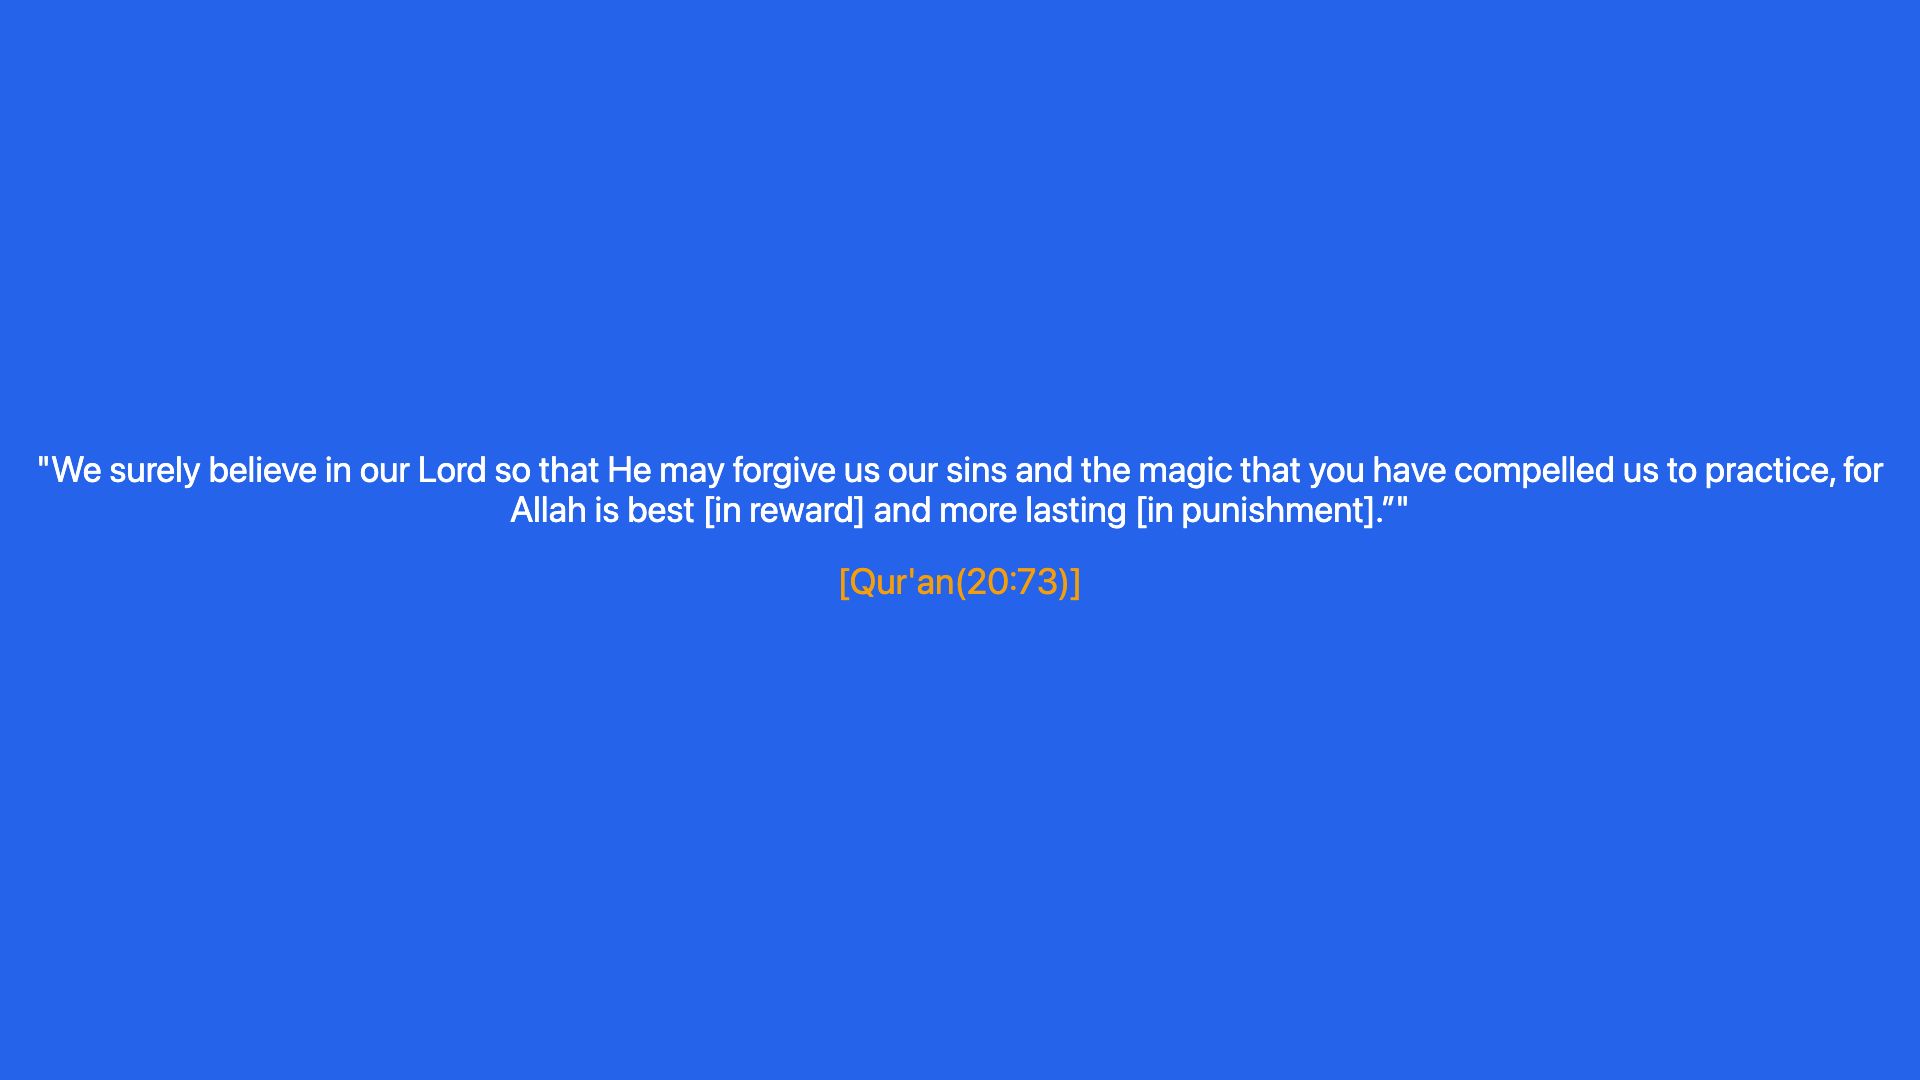 "We surely believe in our Lord so that He may forgive us our sins and the magic that you have compelled us to practice, for
Allah is best [in reward] and more lasting [in punishment].”"
[Qur'an(20:73)]